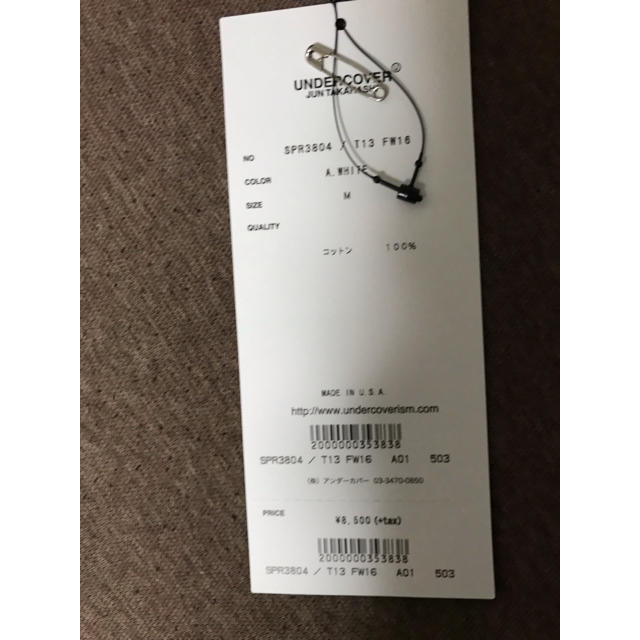 UNDERCOVER
JUN TAKAHASHI
NO SPR3804 / T13 FW16
COLOR A.WHITE
SIZE M
QUALITY
コットン 100%
MADE IN U.S.A.
http://www.undercoverism.com
2000000353838
SPR3804 / T13 FW16 A01 503
(株) アンダーカバー 03-3470-0850
PRICE
¥8,500(+tax)
2000000353838
SPR3804 / T13 FW16 A01 503